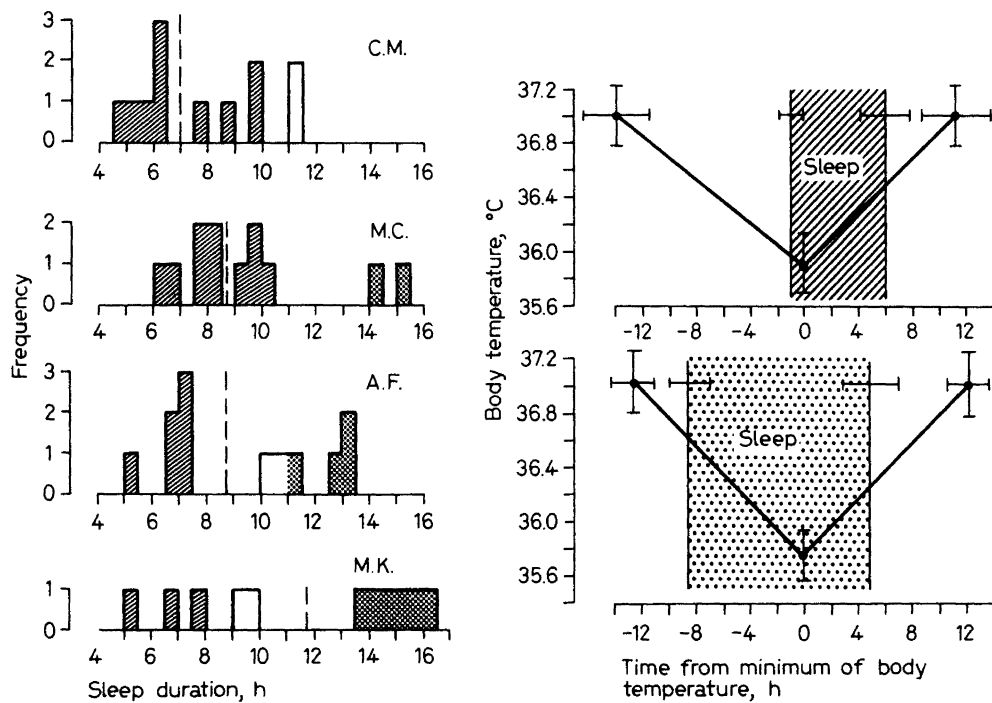 3
2
1
0
C.M.
4 6 8 10 12 14 16
2
1
0
M.C.
4 6 8 10 12 14 16
3
2
1
0
A.F.
4 6 8 10 12 14 16
1
0
M.K.
4 6 8 10 12 14 16
Frequency
Sleep duration, h
37.2
36.8
36.4
36.0
35.6
Sleep
-12 -8 -4 0 4 8 12
37.2
36.8
36.4
36.0
35.6
Sleep
-12 -8 -4 0 4 8 12
Body temperature, °C
Time from minimum of body
temperature, h